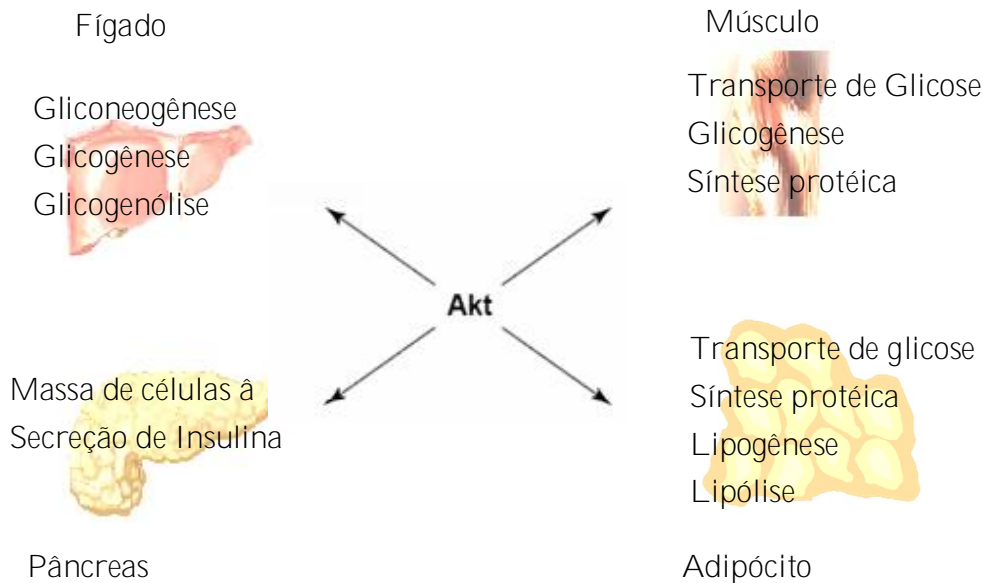 Fígado
Gliconeogênese
Glicogênese
Glicogenólise
Músculo
Transporte de Glicose
Glicogênese
Síntese protéica
Akt
Massa de células â
Secreção de Insulina
Pâncreas
Transporte de glicose
Síntese protéica
Lipogênese
Lipólise
Adipócito